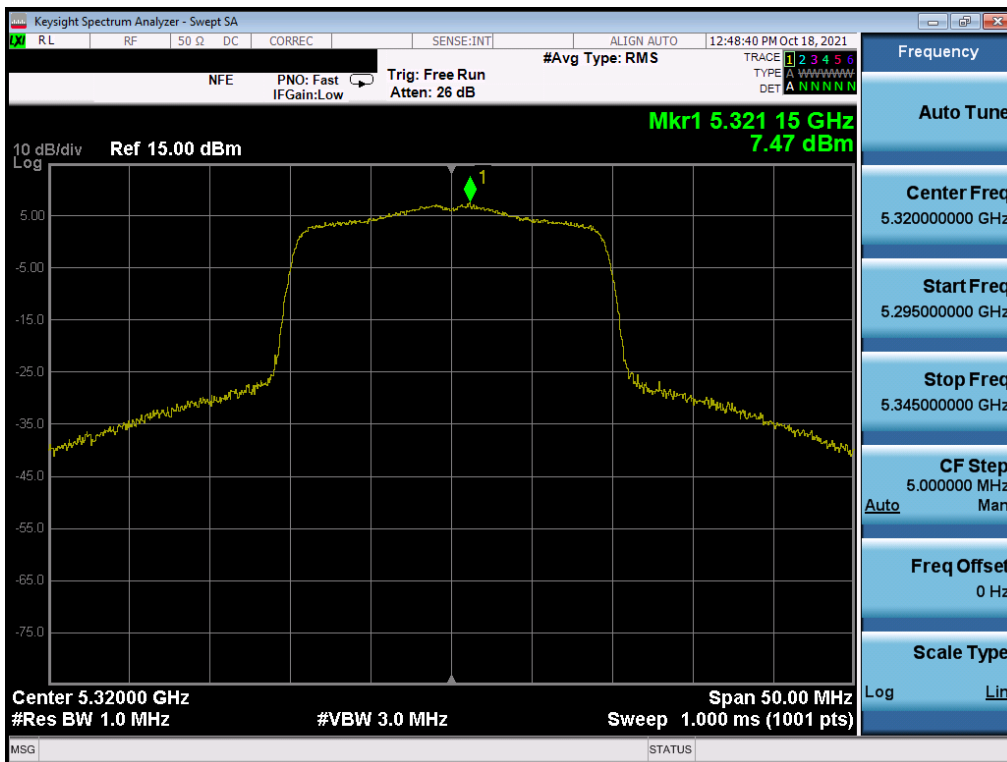 Keysight Spectrum Analyzer - Swept SA
LXI RL RF 50 Ω DC CORREC SENSE:INT ALIGN AUTO 12:48:40 PM Oct 18, 2021
NFE PNO: Fast Trig: Free Run #Avg Type: RMS TRACE 1 2 3 4 5 6
IFGain:Low Atten: 26 dB TYPE A WWWWW
DET A N N N N N
Mkr1 5.321 15 GHz
7.47 dBm
10 dB/div Ref 15.00 dBm
Log
1
5.00
-5.00
-15.0
-25.0
-35.0
-45.0
-55.0
-65.0
-75.0
Center 5.32000 GHz Span 50.00 MHz
#Res BW 1.0 MHz #VBW 3.0 MHz Sweep 1.000 ms (1001 pts)
MSG STATUS
Frequency
Auto Tune
Center Freq
5.320000000 GHz
Start Freq
5.295000000 GHz
Stop Freq
5.345000000 GHz
CF Step
5.000000 MHz
Auto Man
Freq Offset
0 Hz
Scale Type
Log Lin